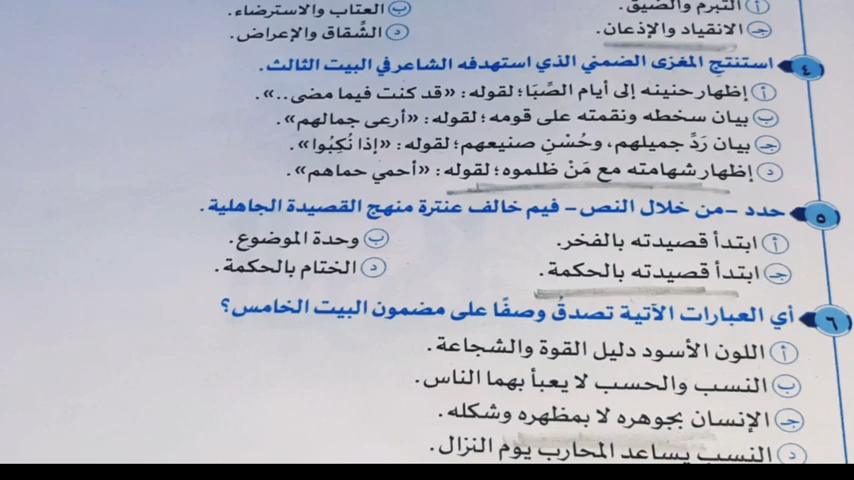 أ التبرم والضيق. ب العتاب والاسترضاء.
جـ الانقياد والإذعان. د الشقاق والإعراض.
٤ استنتج المغزى الضمني الذي استهدفه الشاعر في البيت الثالث.
أ إظهار حنينه إلى أيام الصِّبَا؛ لقوله: «قد كنت فيما مضى..».
ب بيان سخطه ونقمته على قومه؛ لقوله: «أرعى جمالهم».
جـ بيان رَدِّ جميلهم، وحُسْنِ صنيعهم؛ لقوله: «إذا نُكِبُوا».
د إظهار شهامته مع مَنْ ظلموه؛ لقوله: «أحمي حماهم».
٥ حدد -من خلال النص- فيم خالف عنترة منهج القصيدة الجاهلية.
أ ابتدأ قصيدته بالفخر. ب وحدة الموضوع.
جـ ابتدأ قصيدته بالحكمة. د الختام بالحكمة.
٦ أي العبارات الآتية تصدقُ وصفًا على مضمون البيت الخامس؟
أ اللون الأسود دليل القوة والشجاعة.
ب النسب والحسب لا يعبأ بهما الناس.
جـ الإنسان بجوهره لا بمظهره وشكله.
د النسب يساعد المحارب يوم النزال.